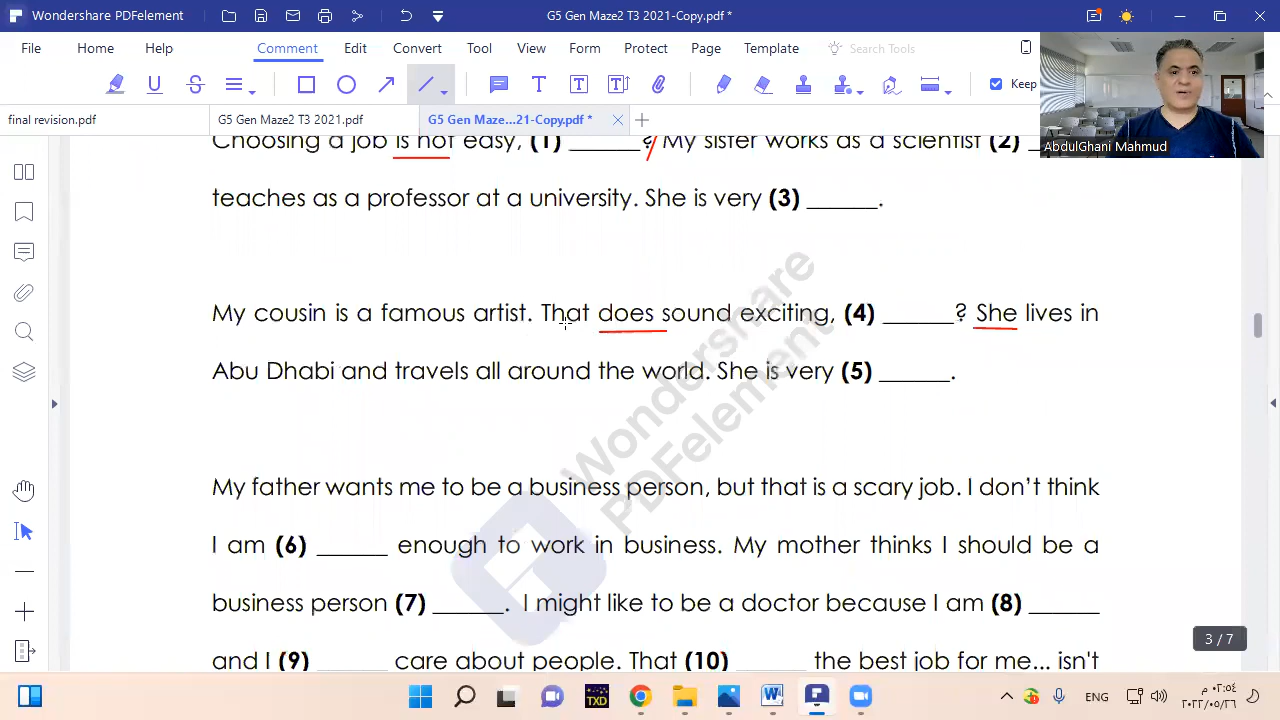 Wondershare PDFelement
G5 Gen Maze2 T3 2021-Copy.pdf *
File Home Help Comment Edit Convert Tool View Form Protect Page Template Search Tools
Keep
final revision.pdf
G5 Gen Maze2 T3 2021.pdf
G5 Gen Maze...21-Copy.pdf *
AbdulGhani Mahmud
Choosing a job is not easy, (1) ______? My sister works as a scientist (2) _
teaches as a professor at a university. She is very (3) ______.
My cousin is a famous artist. That does sound exciting, (4) ______? She lives in
Abu Dhabi and travels all around the world. She is very (5) ______.
My father wants me to be a business person, but that is a scary job. I don't think
I am (6) ______ enough to work in business. My mother thinks I should be a
business person (7) ______. I might like to be a doctor because I am (8) ______
and I (9) ______ care about people. That (10) ______ the best job for me... isn't
Wondershare
PDFelement
3 / 7
TXD
ENG